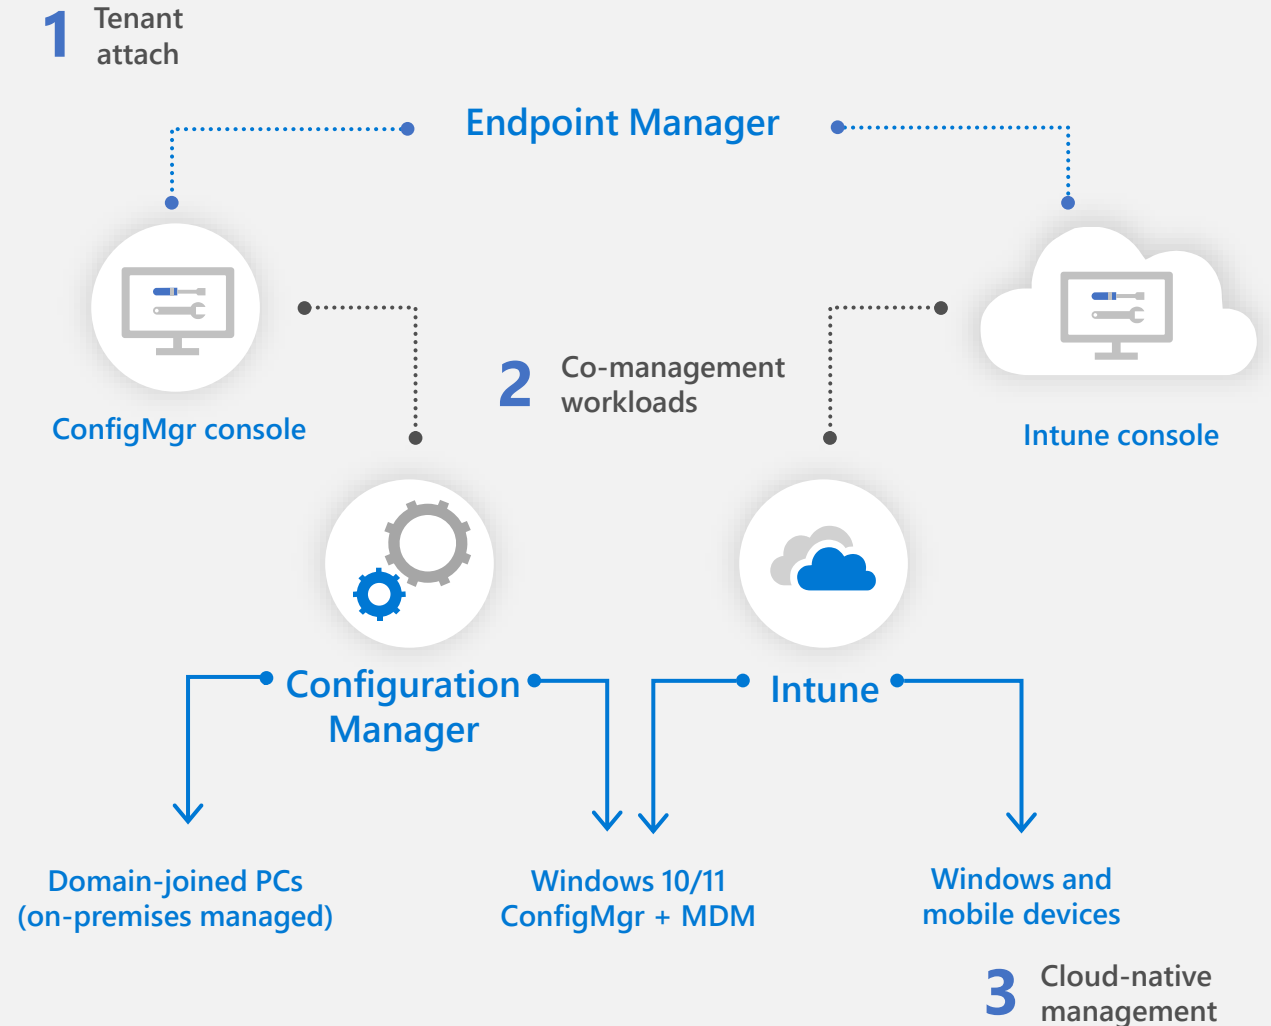 1
Tenant
attach
Endpoint Manager
ConfigMgr console
2
Co-management
workloads
Intune console
Configuration
Manager
Intune
Domain-joined PCs
(on-premises managed)
Windows 10/11
ConfigMgr + MDM
Windows and
mobile devices
3
Cloud-native
management